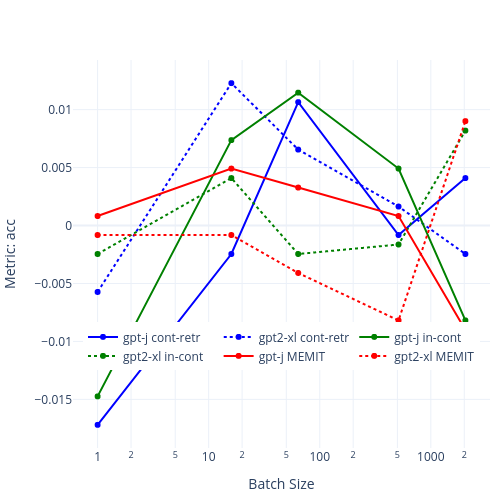 Metric: acc
0.01
0.005
0
−0.005
−0.01
−0.015
gpt-j cont-retr gpt2-xl cont-retr gpt-j in-cont
gpt2-xl in-cont gpt-j MEMIT gpt2-xl MEMIT
1 2 5 10 2 5 100 2 5 1000 2
Batch Size